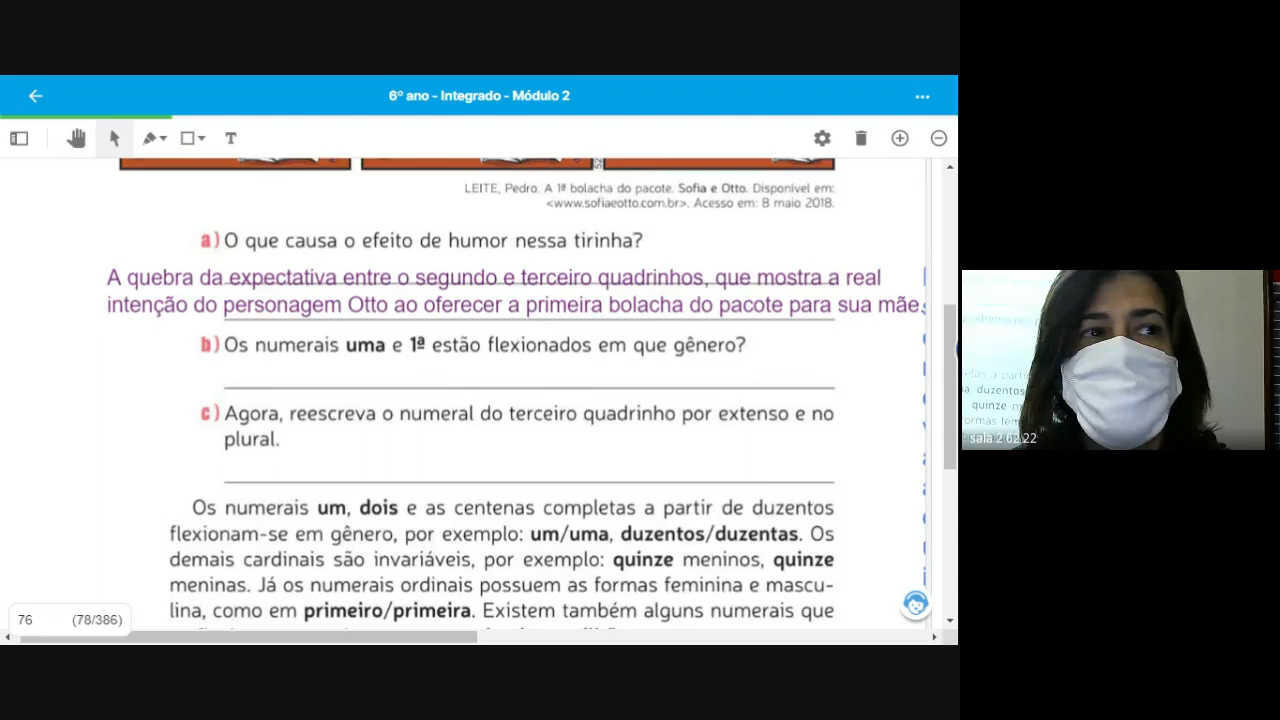 6º ano - Integrado - Módulo 2
LEITE, Pedro. A 1ª bolacha do pacote. Sofia e Otto. Disponível em:
<www.sofiaeotto.com.br>. Acesso em: 8 maio 2018.
a) O que causa o efeito de humor nessa tirinha?
A quebra da expectativa entre o segundo e terceiro quadrinhos, que mostra a real
intenção do personagem Otto ao oferecer a primeira bolacha do pacote para sua mãe.
b) Os numerais uma e 1ª estão flexionados em que gênero?
c) Agora, reescreva o numeral do terceiro quadrinho por extenso e no
plural.
Os numerais um, dois e as centenas completas a partir de duzentos
flexionam-se em gênero, por exemplo: um/uma, duzentos/duzentas. Os
demais cardinais são invariáveis, por exemplo: quinze meninos, quinze
meninas. Já os numerais ordinais possuem as formas feminina e mascu-
lina, como em primeiro/primeira. Existem também alguns numerais que
76 (78/386)
duzentos
quinze
sala 2 62.22